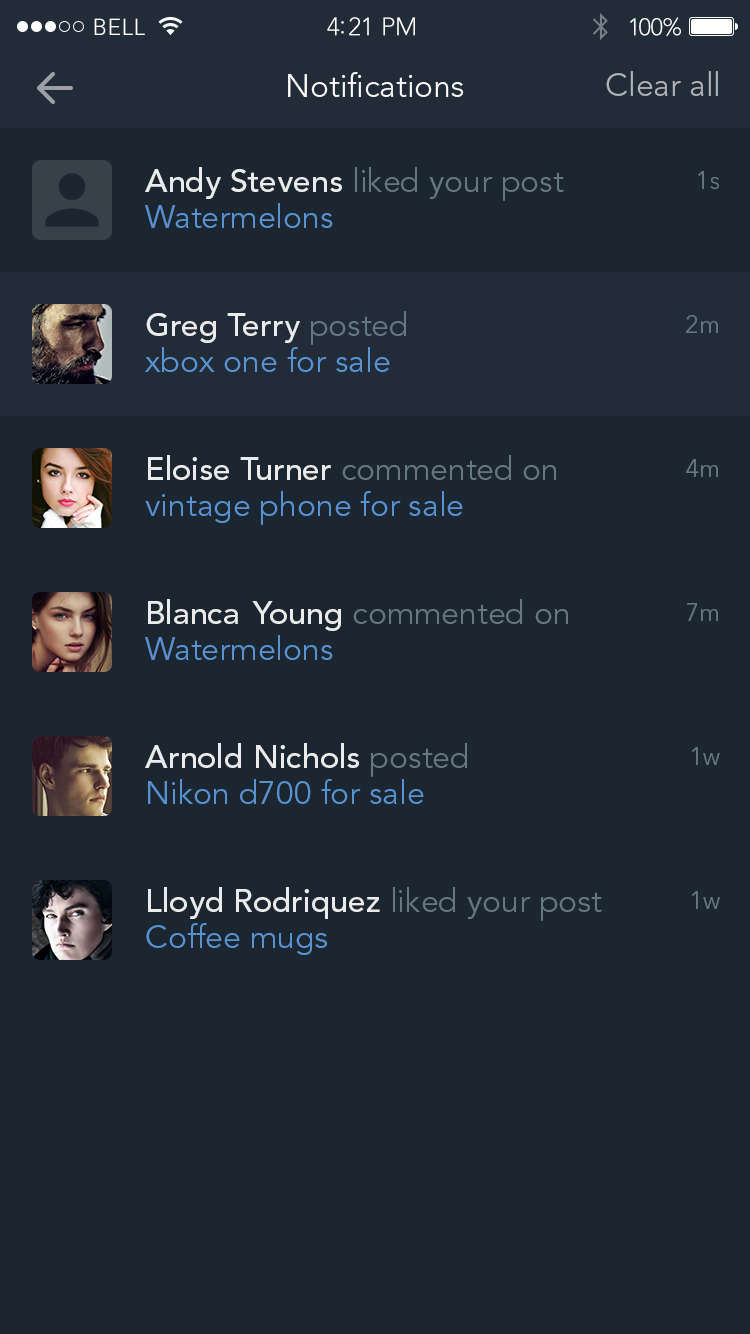 BELL 4:21 PM 100%
Notifications Clear all
Andy Stevens liked your post 1s
Watermelons
Greg Terry posted 2m
xbox one for sale
Eloise Turner commented on 4m
vintage phone for sale
Blanca Young commented on 7m
Watermelons
Arnold Nichols posted 1w
Nikon d700 for sale
Lloyd Rodriquez liked your post 1w
Coffee mugs